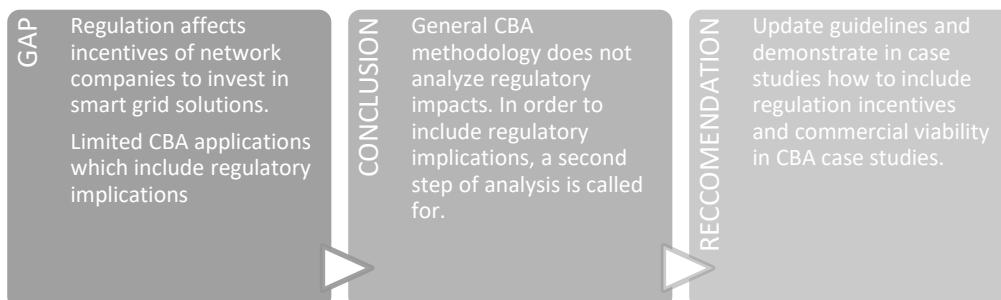 GAP
Regulation affects
incentives of network
companies to invest in
smart grid solutions.
Limited CBA applications
which include regulatory
implications
CONCLUSION
General CBA
methodology does not
analyze regulatory
impacts. In order to
include regulatory
implications, a second
step of analysis is called
for.
RECCOMENDATION
Update guidelines and
demonstrate in case
studies how to include
regulation incentives
and commercial viability
in CBA case studies.